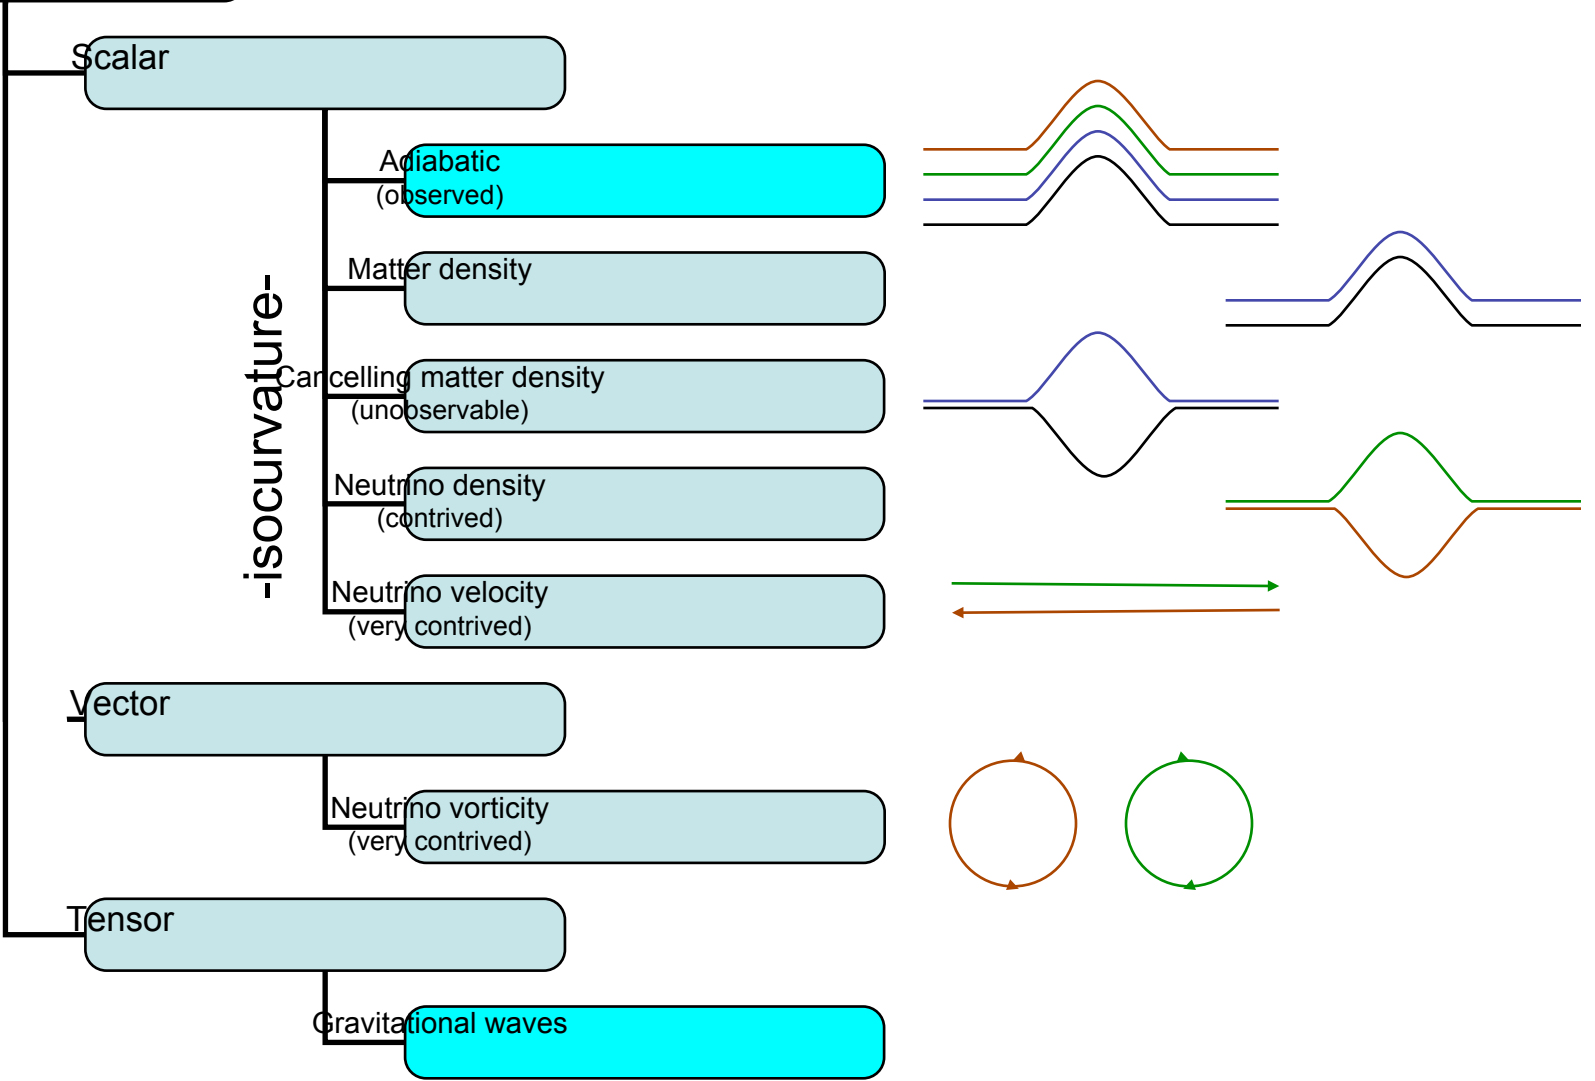 Scalar
Adiabatic
(observed)
Matter density
-isocurvature-
Cancelling matter density
(unobservable)
Neutrino density
(contrived)
Neutrino velocity
(very contrived)
Vector
Neutrino vorticity
(very contrived)
Tensor
Gravitational waves